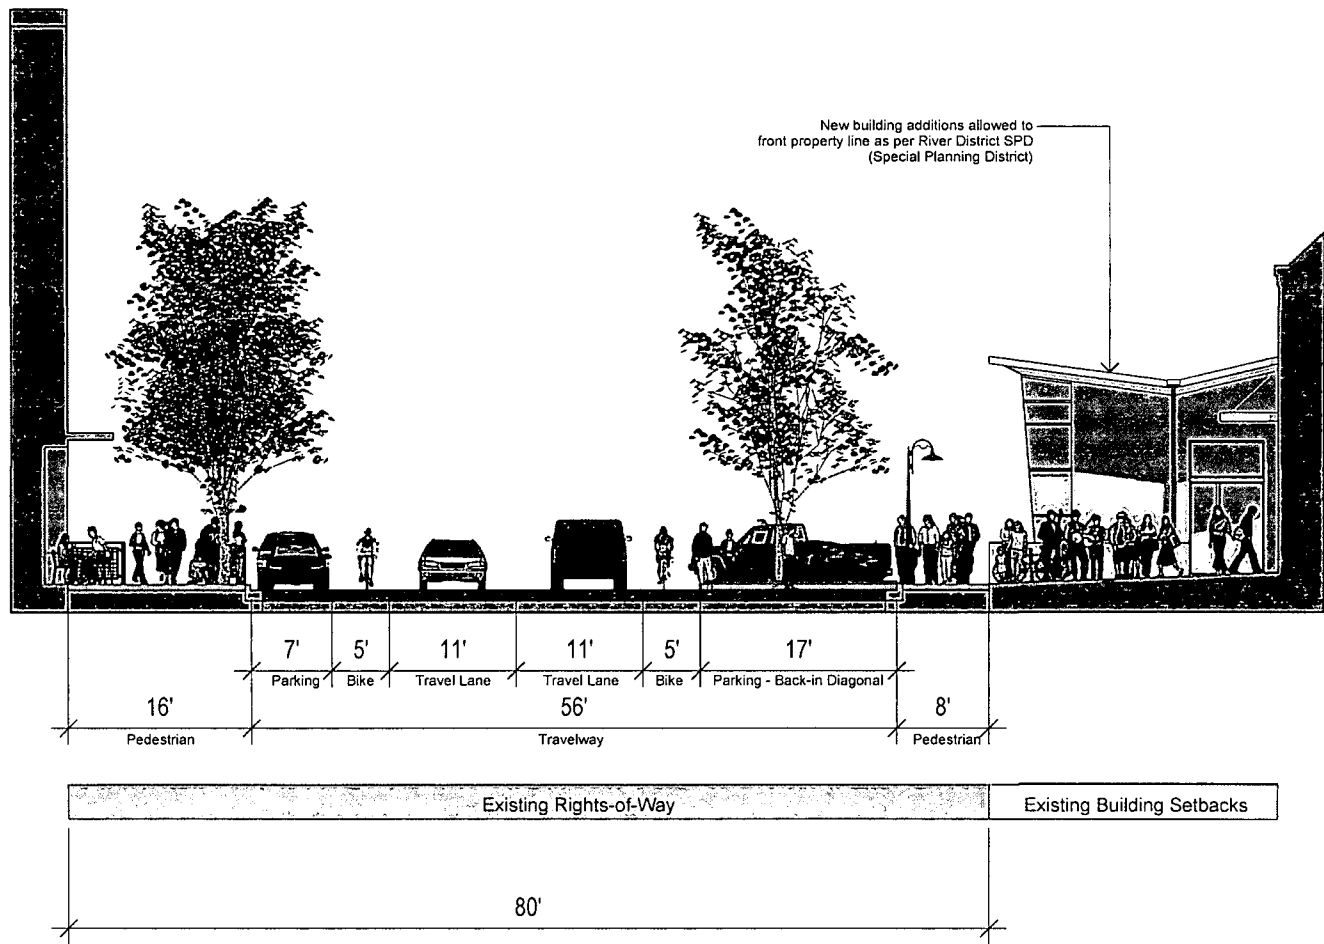 New building additions allowed to
front property line as per River District SPD
(Special Planning District)
7' 5' 11' 11' 5' 17'
Parking Bike Travel Lane Travel Lane Bike Parking - Back-in Diagonal
16' 56' 8'
Pedestrian Travelway Pedestrian
Existing Rights-of-Way Existing Building Setbacks
80'